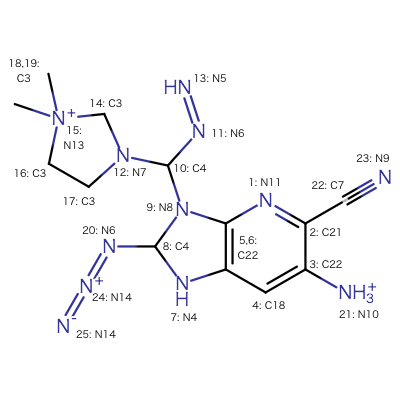 18,19:
C3
HN
13: N5
14: C3
N+
15:
N13
N
12: N7
N
11: N6
16: C3
10: C4
17: C3
9: N8
N
1: N11
N
22: C7
23: N9
N
20: N6
N
8: C4
5,6:
C22
2: C21
3: C22
N+
24: N14
N
H
7: N4
4: C18
NH3+
21: N10
N-
25: N14